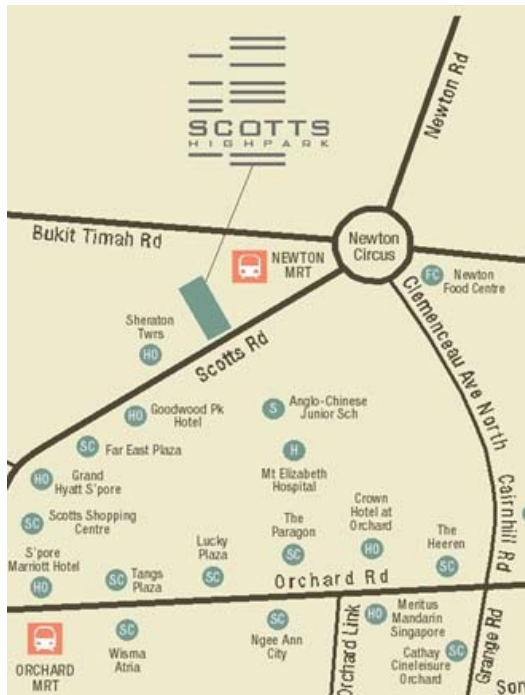 SCOTTS
HIGHPARK
Newton Rd
Bukit Timah Rd
Newton
Circus
NEWTON
MRT
FC
Newton
Food Centre
Clemenceau Ave North
Sheraton
Twrs
HO
Scotts Rd
HO
Goodwood Pk
Hotel
S
Anglo-Chinese
Junior Sch
SC
Far East Plaza
H
Mt Elizabeth
Hospital
HO
Grand
Hyatt S'pore
Cairnhill Rd
SC
Scotts Shopping
Centre
Crown
Hotel at
Orchard
HO
The
Paragon
SC
The
Heeren
SC
Lucky
Plaza
SC
S'pore
Marriott Hotel
HO
SC
Tangs
Plaza
Orchard Rd
ORCHARD
MRT
SC
Wisma
Atria
SC
Ngee Ann
City
Orchard Link
HO
Meritus
Mandarin
Singapore
SC
Cathay
Cineleisure
Orchard
Grange Rd